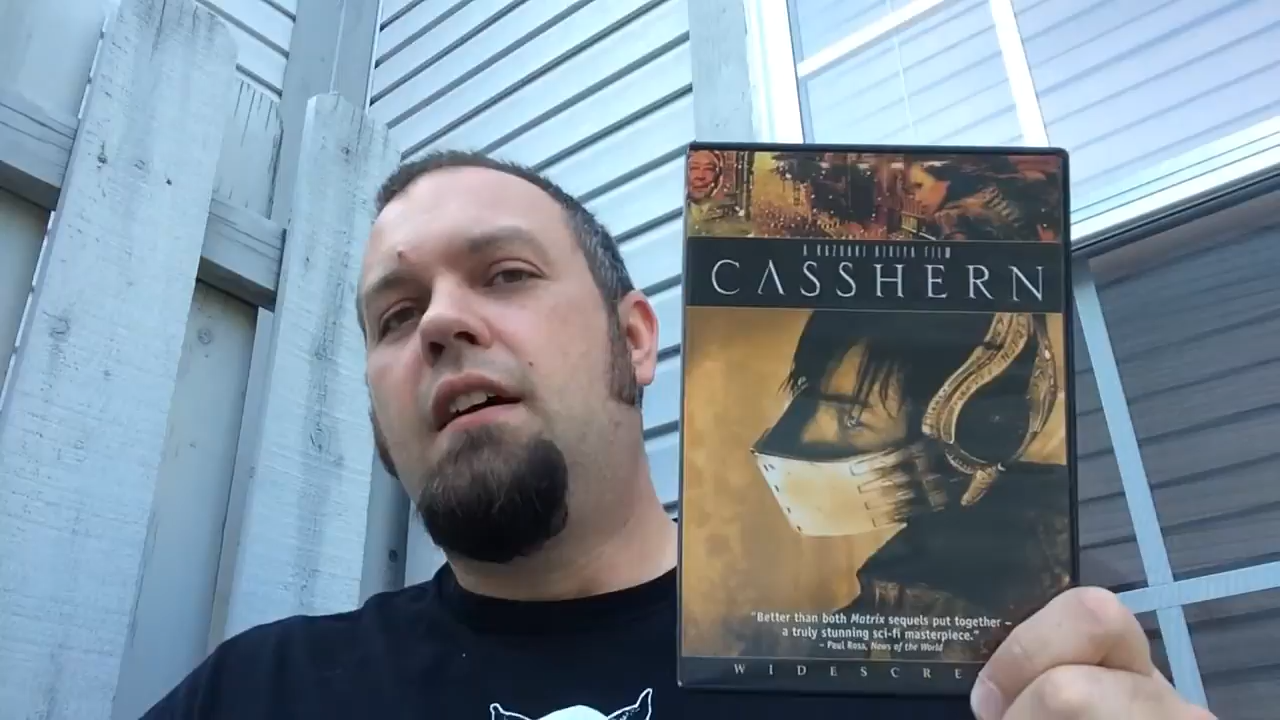 A KAZUAKI KIRIYA FILM
CASSHERN
"Better than both Matrix sequels put together –
a truly stunning sci-fi masterpiece."
– Paul Ross, News of the World
WIDESCRE